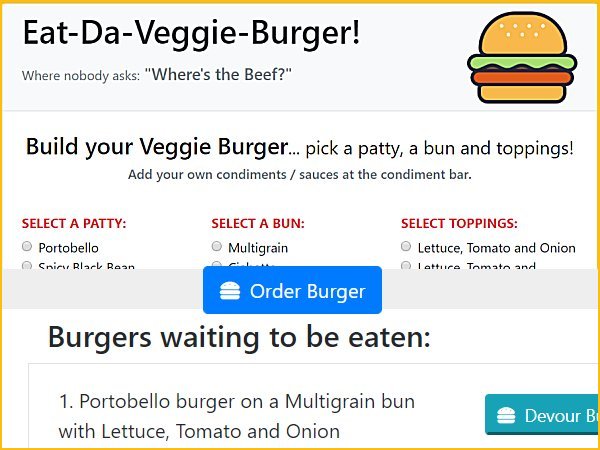 Eat-Da-Veggie-Burger!
Where nobody asks: "Where's the Beef?"
Build your Veggie Burger... pick a patty, a bun and toppings!
Add your own condiments / sauces at the condiment bar.
SELECT A PATTY: SELECT A BUN: SELECT TOPPINGS:
Portobello Multigrain Lettuce, Tomato and Onion
Spicy Black Bean Lettuce, Tomato and
Order Burger
Burgers waiting to be eaten:
1. Portobello burger on a Multigrain bun
with Lettuce, Tomato and Onion
Devour